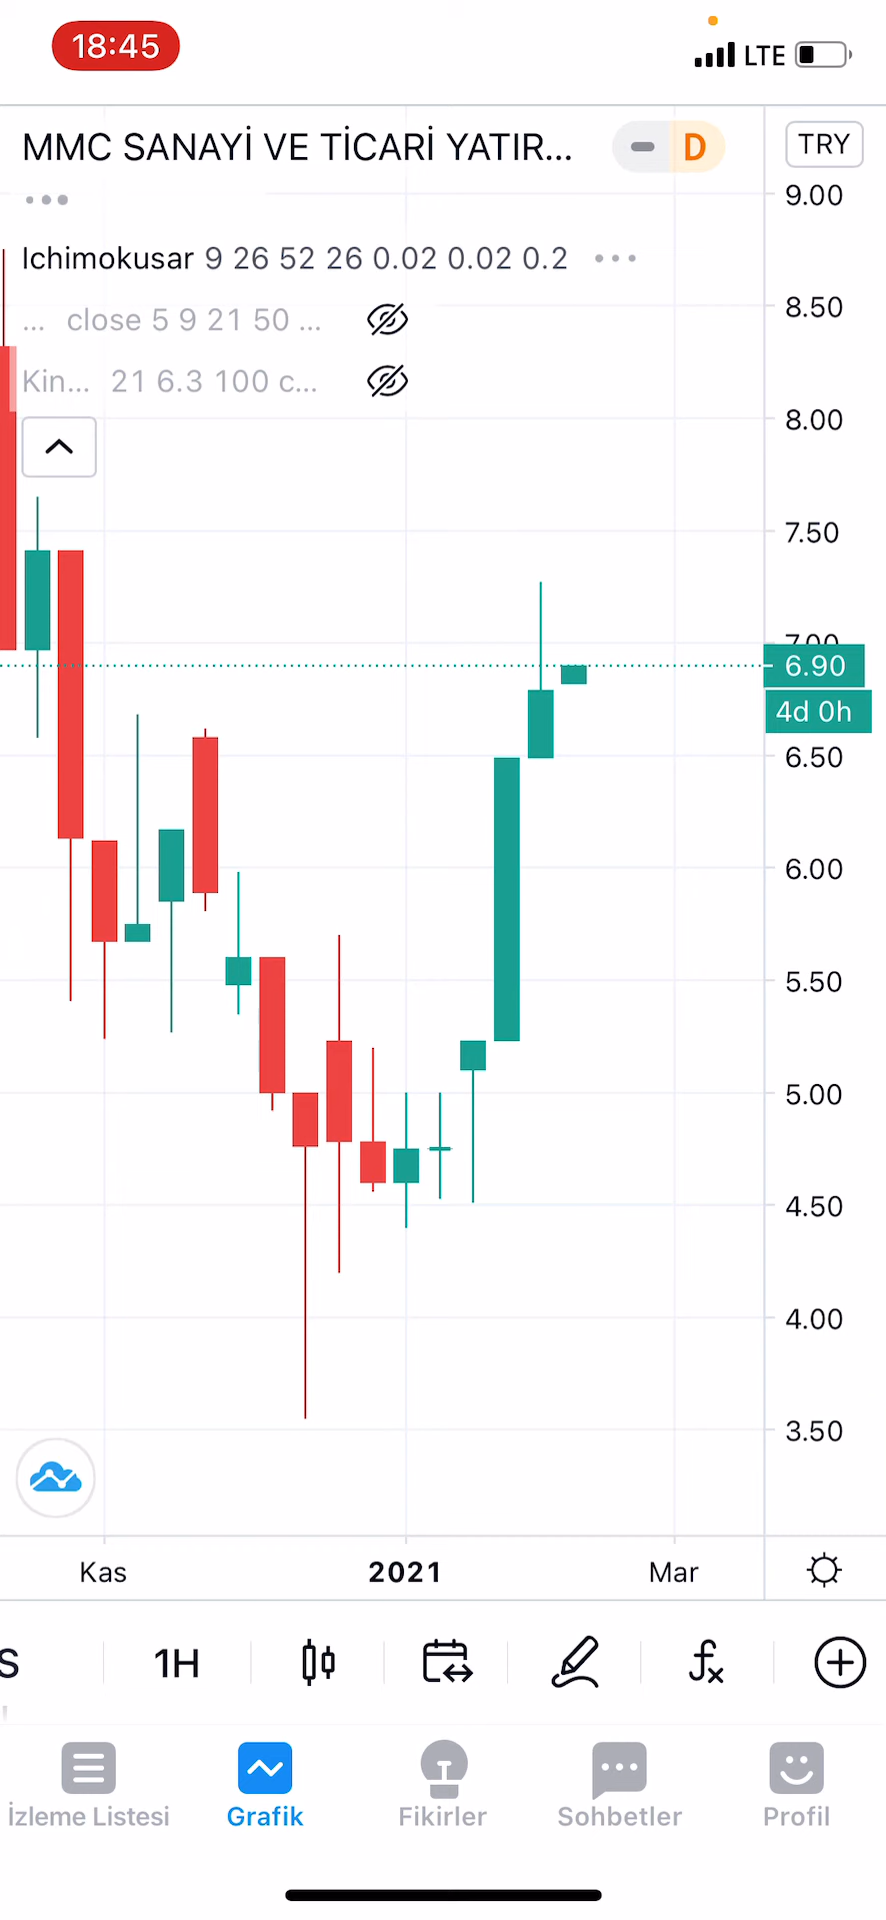 18:45
LTE
MMC SANAYİ VE TİCARİ YATIR...
D
TRY
Ichimokusar 9 26 52 26 0.02 0.02 0.2
... close 5 9 21 50 ...
Kin... 21 6.3 100 c...
9.00
8.50
8.00
7.50
7.00
6.90
4d 0h
6.50
6.00
5.50
5.00
4.50
4.00
3.50
Kas
2021
Mar
S
1H
fx
İzleme Listesi
Grafik
Fikirler
Sohbetler
Profil